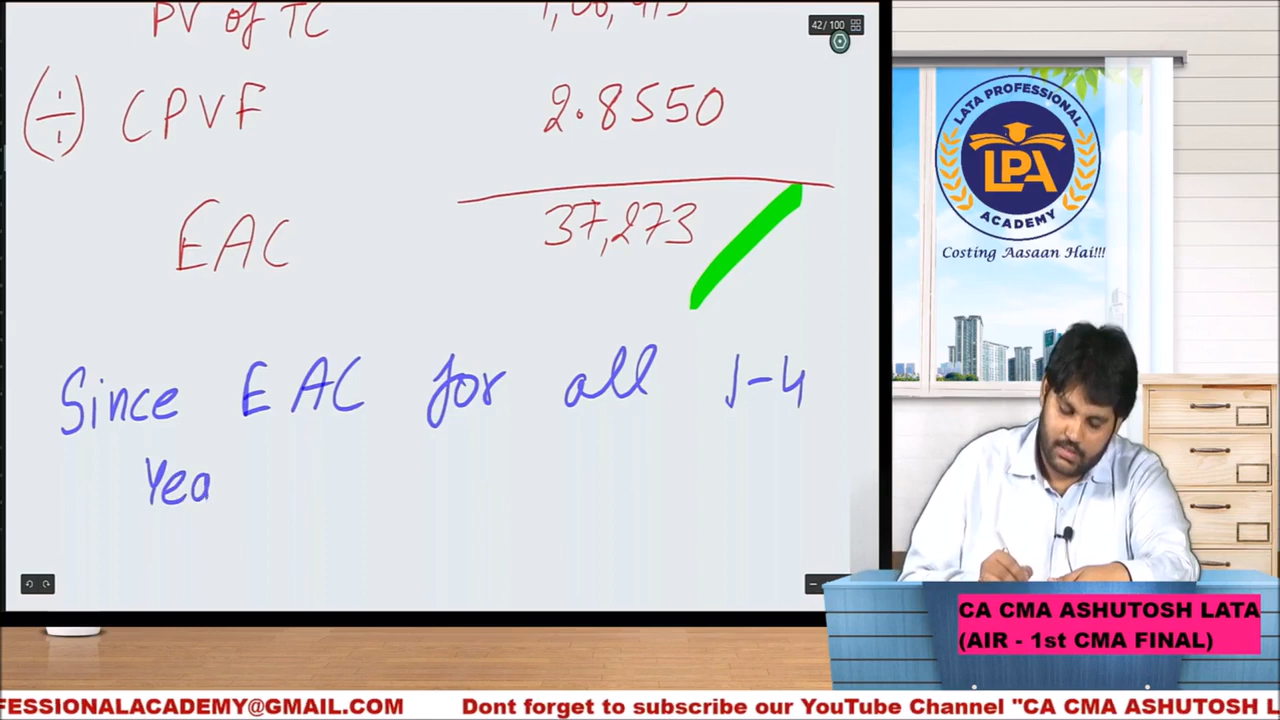 PV of TC
42/100
(÷) CPVF 2.8550
EAC 37,273
Since EAC for all 1-4
Yea
LATA PROFESSIONAL
LPA
ACADEMY
Costing Aasaan Hai!!!
CA CMA ASHUTOSH LATA
(AIR - 1st CMA FINAL)
FESSIONALACADEMY@GMAIL.COM Dont forget to subscribe our YouTube Channel "CA CMA ASHUTOSH L